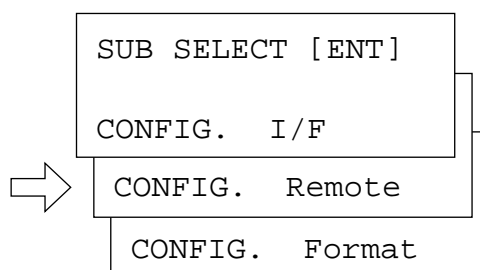 SUB SELECT [ENT]
CONFIG. I/F
CONFIG. Remote
CONFIG. Format